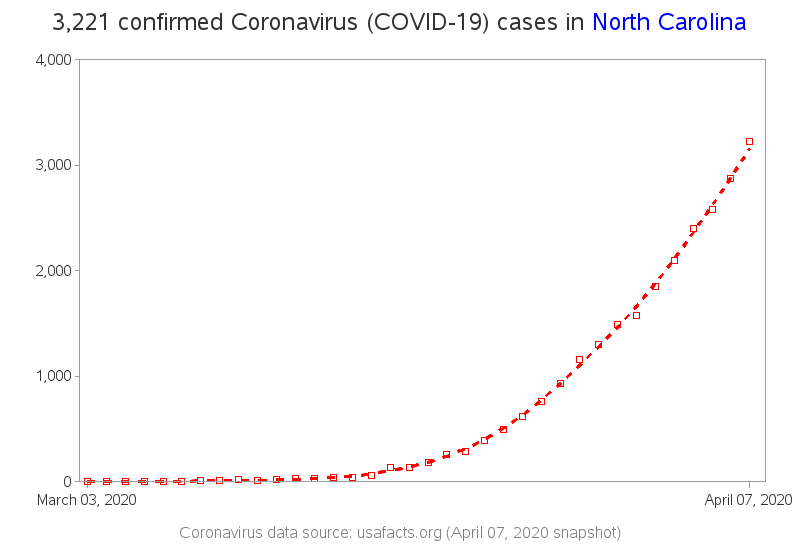 3,221 confirmed Coronavirus (COVID-19) cases in North Carolina
4,000
3,000
2,000
1,000
0
March 03, 2020 April 07, 2020
Coronavirus data source: usafacts.org (April 07, 2020 snapshot)